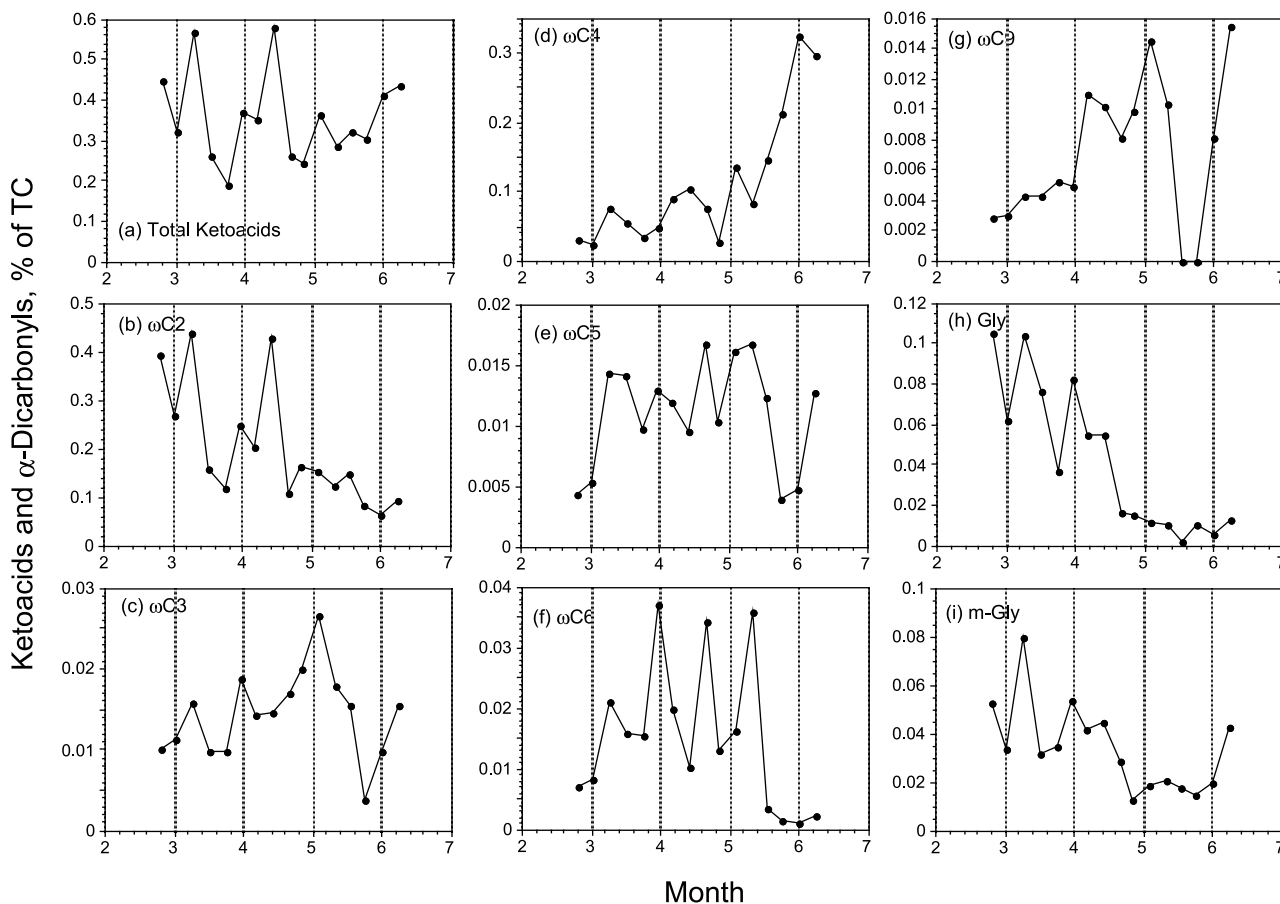 Ketoacids and α-Dicarbonyls, % of TC
0.6
0.5
0.4
0.3
0.2
0.1
0
(a) Total Ketoacids
2 3 4 5 6 7
(d) ωC4
0.3
0.2
0.1
0
2 3 4 5 6 7
(g) ωC9
0.016
0.014
0.012
0.01
0.008
0.006
0.004
0.002
0
2 3 4 5 6 7
(b) ωC2
0.5
0.4
0.3
0.2
0.1
0
2 3 4 5 6 7
(e) ωC5
0.02
0.015
0.01
0.005
0
2 3 4 5 6 7
(h) Gly
0.12
0.1
0.08
0.06
0.04
0.02
0
2 3 4 5 6 7
(c) ωC3
0.03
0.02
0.01
0
2 3 4 5 6 7
(f) ωC6
0.04
0.03
0.02
0.01
0
2 3 4 5 6 7
(i) m-Gly
0.1
0.08
0.06
0.04
0.02
0
2 3 4 5 6 7
Month